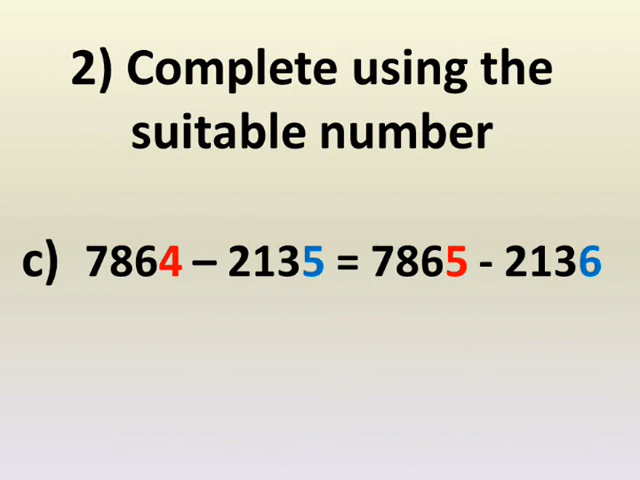 2) Complete using the
suitable number
c) 7864 – 2135 = 7865 - 2136